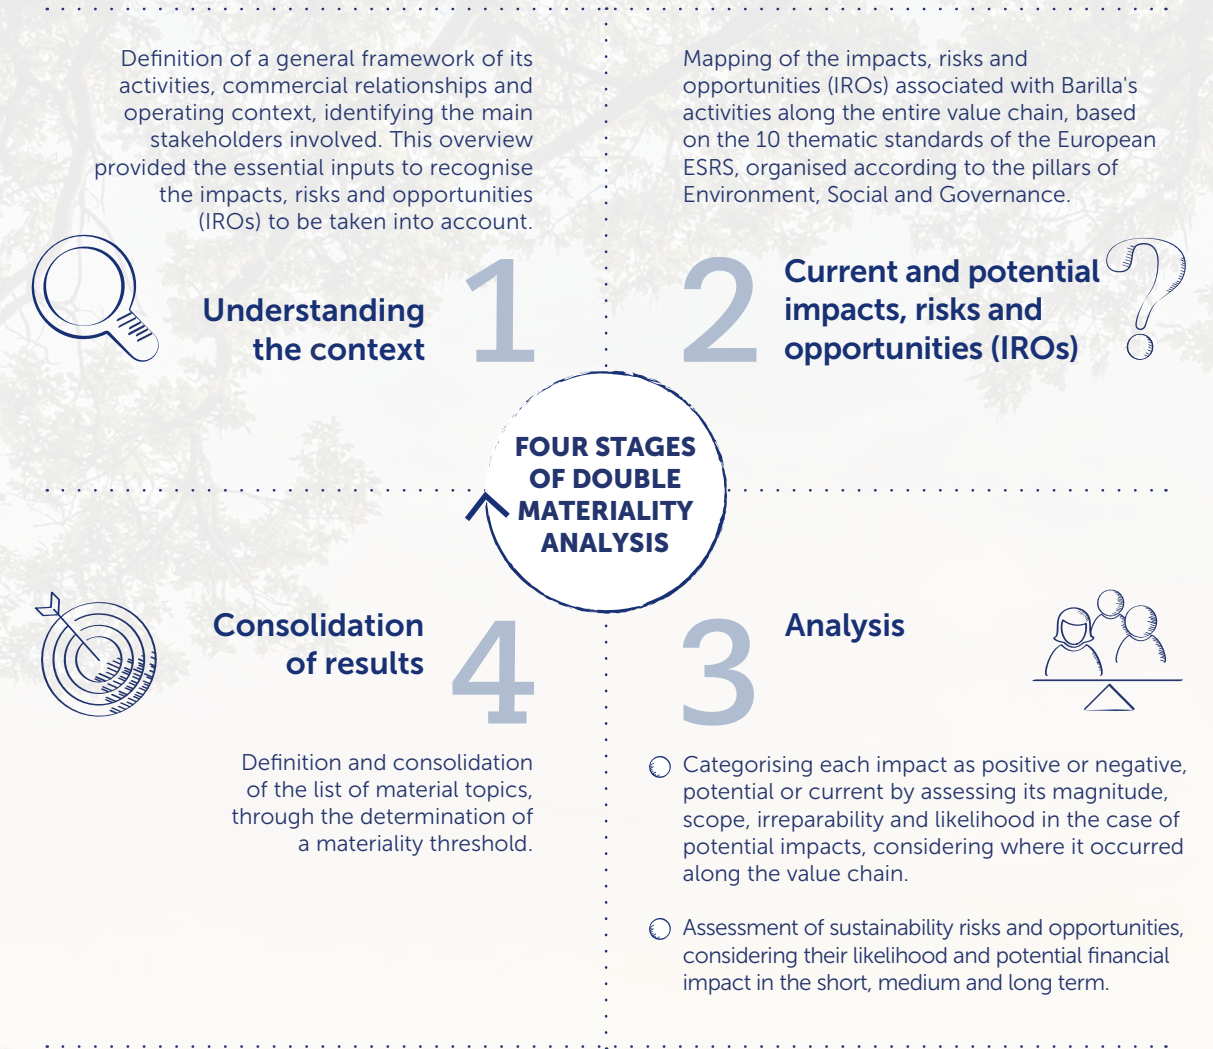 Definition of a general framework of its
activities, commercial relationships and
operating context, identifying the main
stakeholders involved. This overview
provided the essential inputs to recognise
the impacts, risks and opportunities
(IROs) to be taken into account.
Understanding
the context
1
Mapping of the impacts, risks and
opportunities (IROs) associated with Barilla's
activities along the entire value chain, based
on the 10 thematic standards of the European
ESRS, organised according to the pillars of
Environment, Social and Governance.
2
Current and potential
impacts, risks and
opportunities (IROs)
?
FOUR STAGES
OF DOUBLE
MATERIALITY
ANALYSIS
3
Analysis
Categorising each impact as positive or negative,
potential or current by assessing its magnitude,
scope, irreparability and likelihood in the case of
potential impacts, considering where it occurred
along the value chain.
Assessment of sustainability risks and opportunities,
considering their likelihood and potential financial
impact in the short, medium and long term.
Consolidation
of results
4
Definition and consolidation
of the list of material topics,
through the determination of
a materiality threshold.